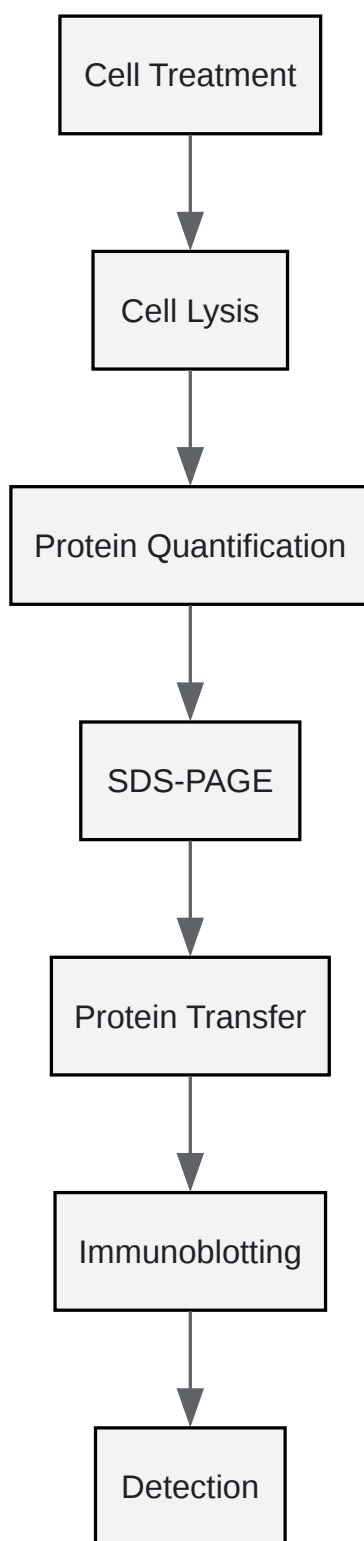 Cell Treatment
Cell Lysis
Protein Quantification
SDS-PAGE
Protein Transfer
Immunoblotting
Detection